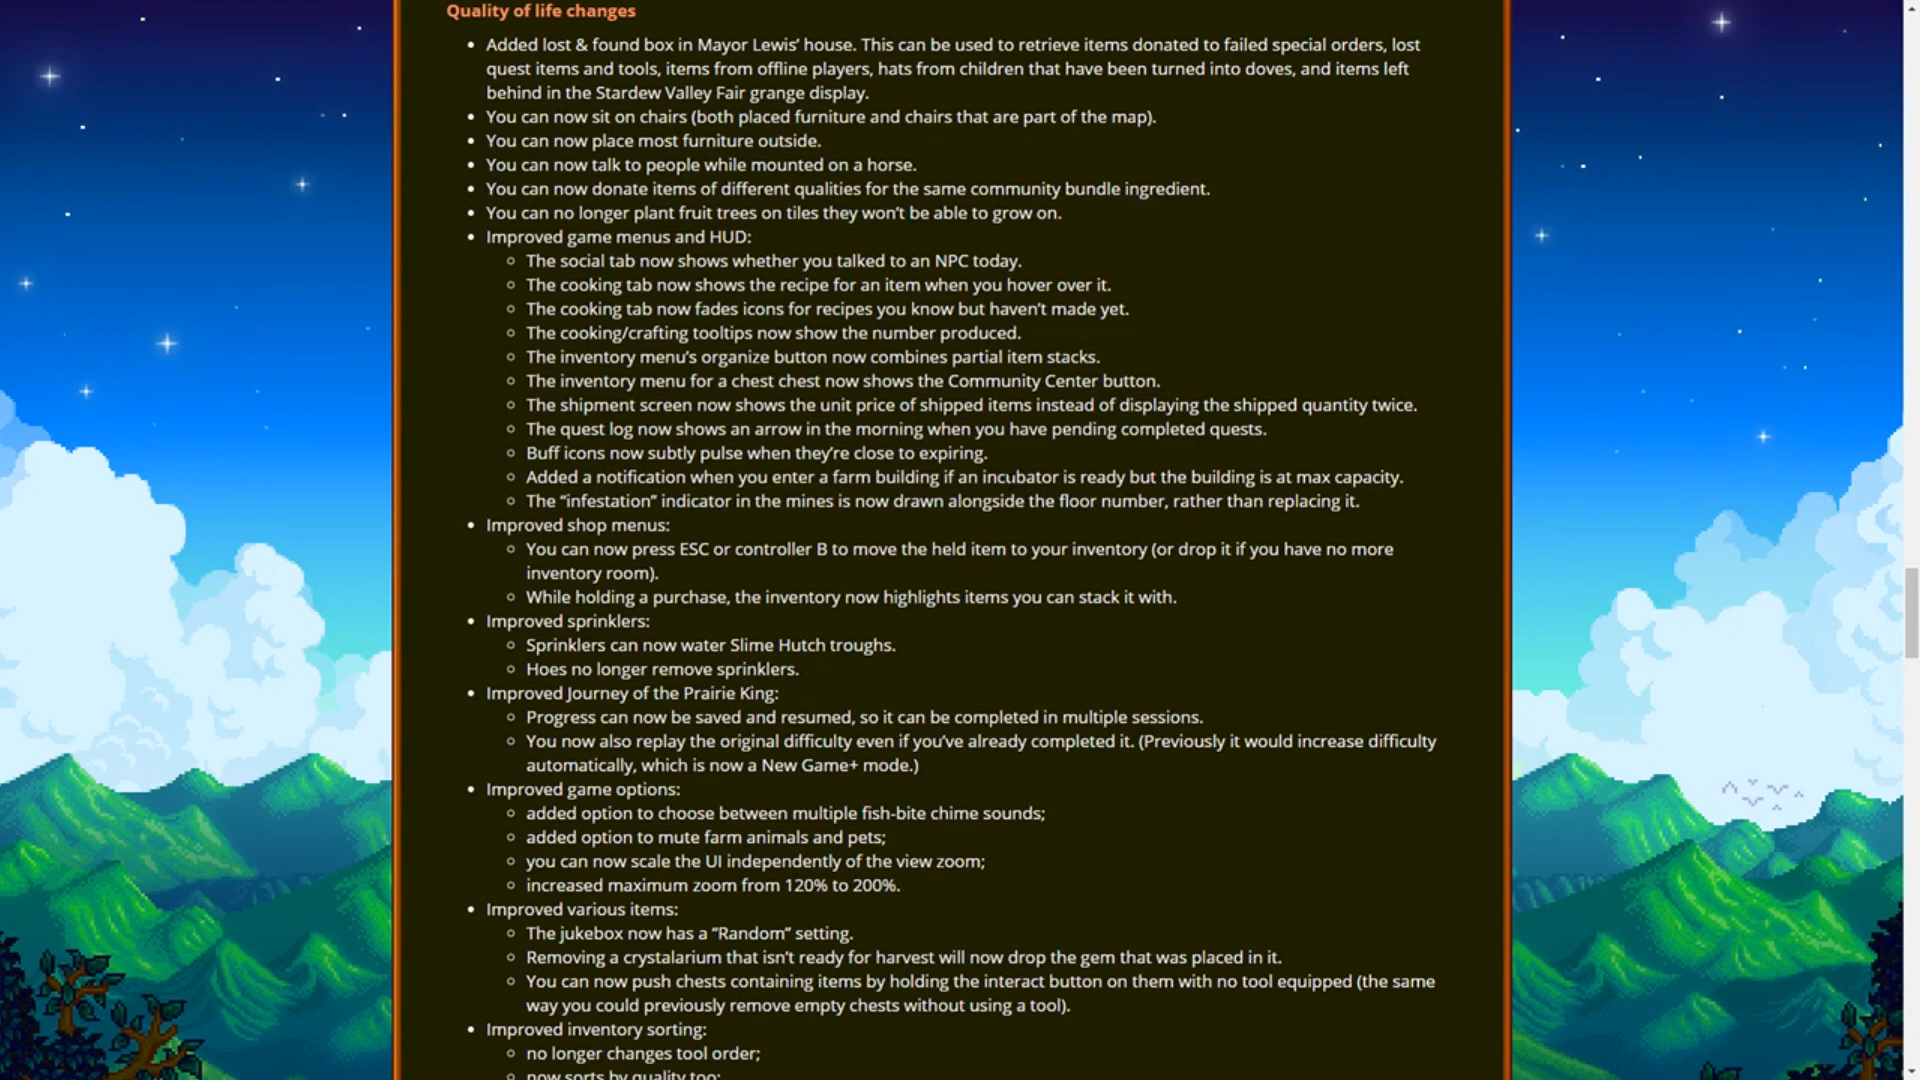 Quality of life changes
• Added lost & found box in Mayor Lewis’ house. This can be used to retrieve items donated to failed special orders, lost
quest items and tools, items from offline players, hats from children that have been turned into doves, and items left
behind in the Stardew Valley Fair grange display.
• You can now sit on chairs (both placed furniture and chairs that are part of the map).
• You can now place most furniture outside.
• You can now talk to people while mounted on a horse.
• You can now donate items of different qualities for the same community bundle ingredient.
• You can no longer plant fruit trees on tiles they won’t be able to grow on.
• Improved game menus and HUD:
◦ The social tab now shows whether you talked to an NPC today.
◦ The cooking tab now shows the recipe for an item when you hover over it.
◦ The cooking tab now fades icons for recipes you know but haven’t made yet.
◦ The cooking/crafting tooltips now show the number produced.
◦ The inventory menu’s organize button now combines partial item stacks.
◦ The inventory menu for a chest chest now shows the Community Center button.
◦ The shipment screen now shows the unit price of shipped items instead of displaying the shipped quantity twice.
◦ The quest log now shows an arrow in the morning when you have pending completed quests.
◦ Buff icons now subtly pulse when they’re close to expiring.
◦ Added a notification when you enter a farm building if an incubator is ready but the building is at max capacity.
◦ The “infestation” indicator in the mines is now drawn alongside the floor number, rather than replacing it.
• Improved shop menus:
◦ You can now press ESC or controller B to move the held item to your inventory (or drop it if you have no more
inventory room).
◦ While holding a purchase, the inventory now highlights items you can stack it with.
• Improved sprinklers:
◦ Sprinklers can now water Slime Hutch troughs.
◦ Hoes no longer remove sprinklers.
• Improved Journey of the Prairie King:
◦ Progress can now be saved and resumed, so it can be completed in multiple sessions.
◦ You now also replay the original difficulty even if you’ve already completed it. (Previously it would increase difficulty
automatically, which is now a New Game+ mode.)
• Improved game options:
◦ added option to choose between multiple fish-bite chime sounds;
◦ added option to mute farm animals and pets;
◦ you can now scale the UI independently of the view zoom;
◦ increased maximum zoom from 120% to 200%.
• Improved various items:
◦ The jukebox now has a “Random” setting.
◦ Removing a crystalarium that isn’t ready for harvest will now drop the gem that was placed in it.
◦ You can now push chests containing items by holding the interact button on them with no tool equipped (the same
way you could previously remove empty chests without using a tool).
• Improved inventory sorting:
◦ no longer changes tool order;
◦ now sorts by quality too;